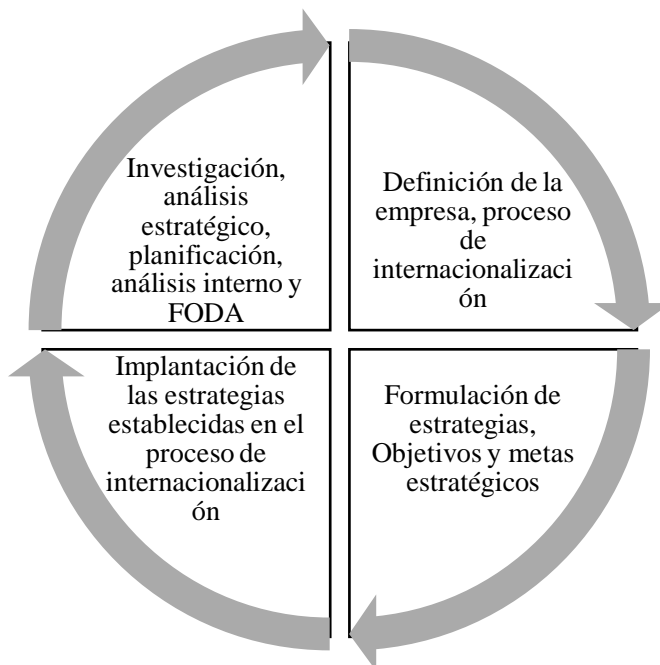 Investigación,
análisis
estratégico,
planificación,
análisis interno y
FODA
Definición de la
empresa, proceso
de
internacionalizaci
ón
Formulación de
estrategias,
Objetivos y metas
estratégicos
Implantación de
las estrategias
establecidas en el
proceso de
internacionalizaci
ón